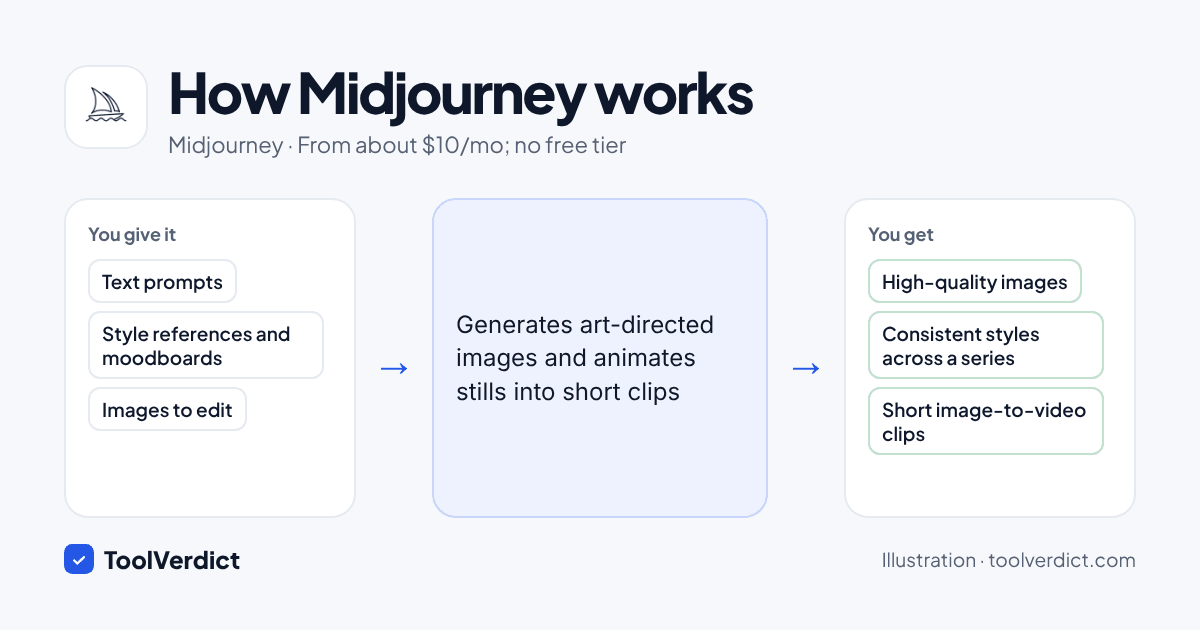 How Midjourney works
Midjourney · From about $10/mo; no free tier
You give it
Text prompts
Style references and
moodboards
Images to edit
→
Generates art-directed
images and animates
stills into short clips
→
You get
High-quality images
Consistent styles
across a series
Short image-to-video
clips
ToolVerdict
Illustration · toolverdict.com